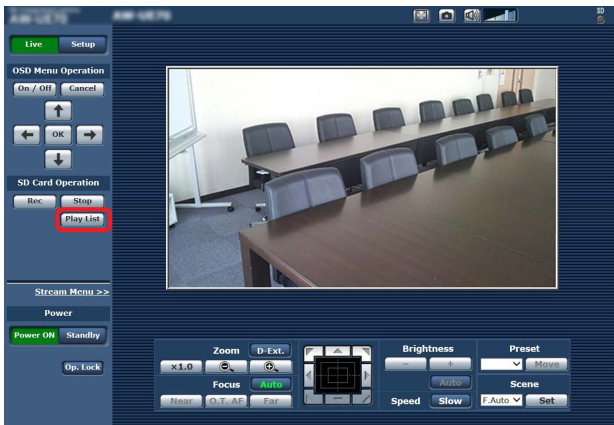 SD
Live Setup
OSD Menu Operation
On / Off Cancel
OK
SD Card Operation
Rec Stop
Play List
Stream Menu >>
Power
Power ON Standby
Op. Lock
Zoom D-Ext.
×1.0
Focus Auto
Near O.T. AF Far
Brightness
- +
Auto
Speed Slow
Preset
Move
Scene
F.Auto Set